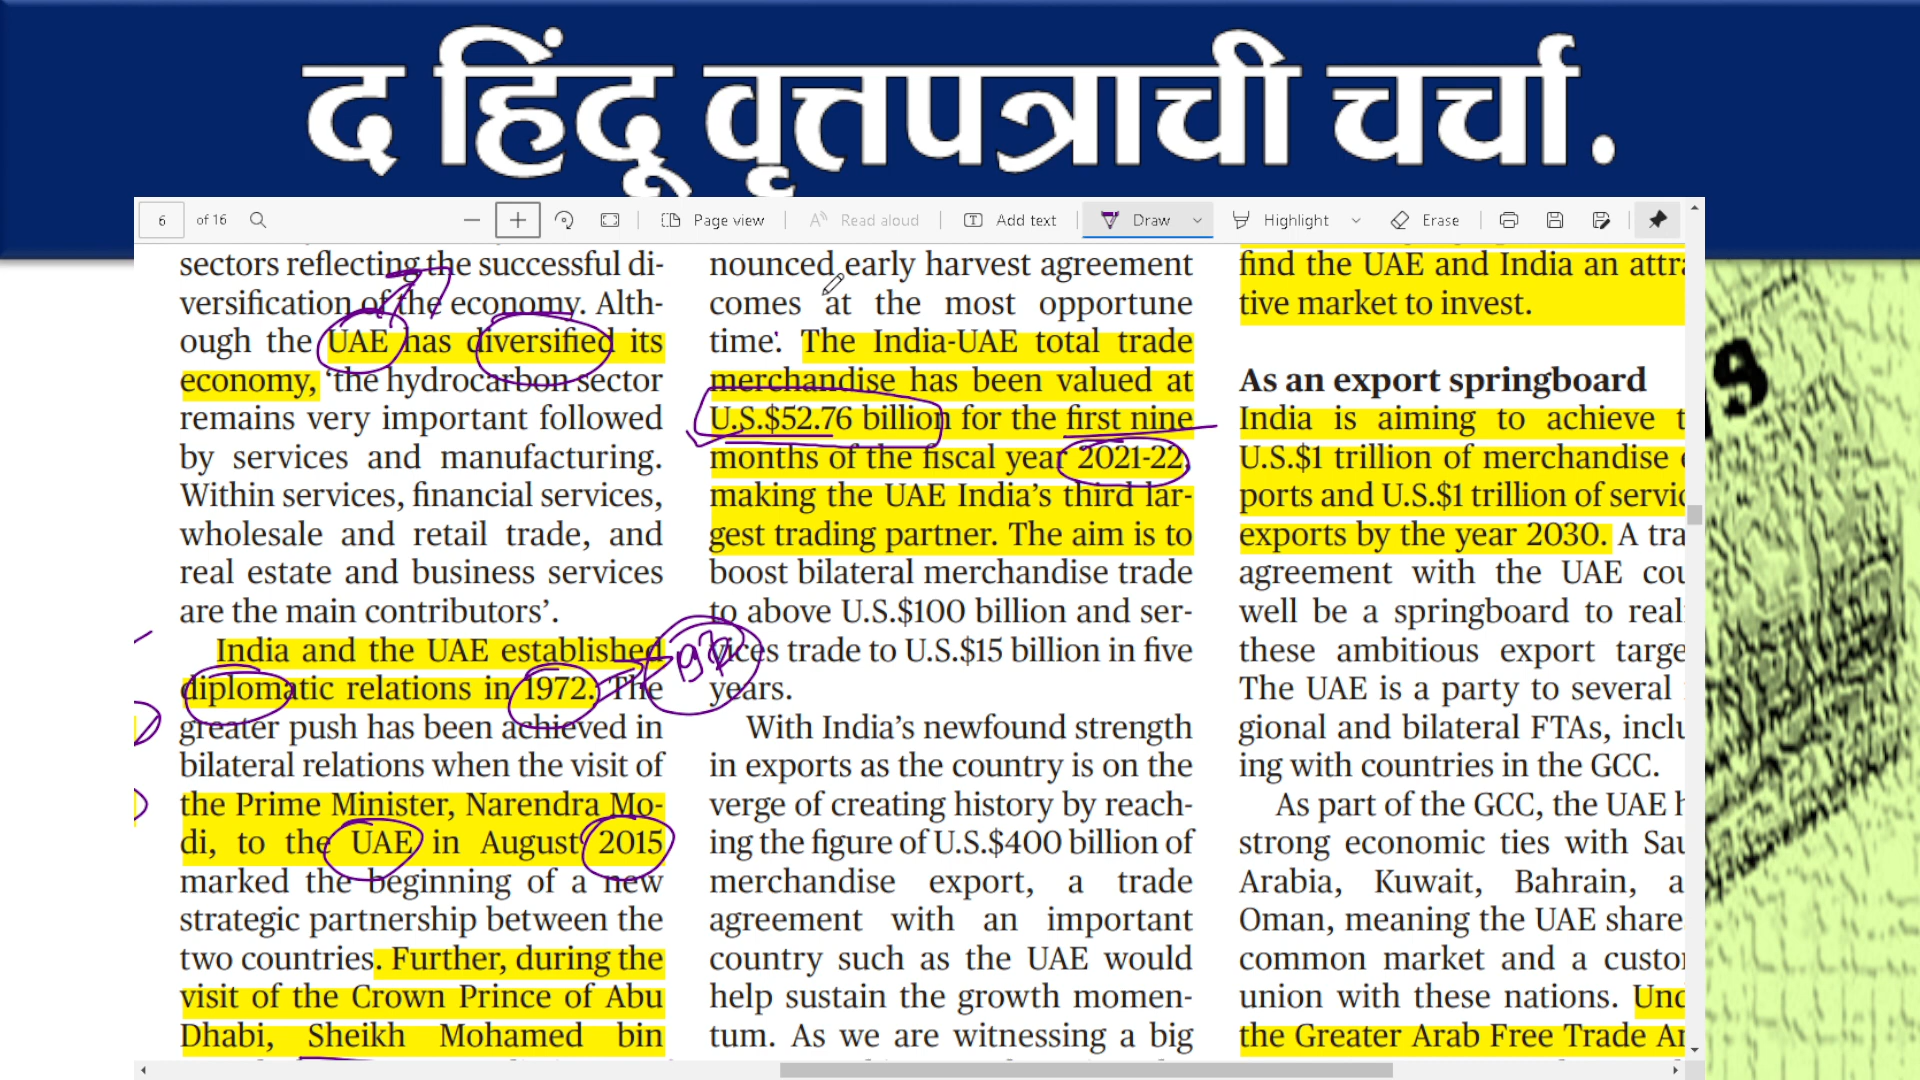 द हिंदू वृत्तपत्राची चर्चा.
6 of 16 Page view Read aloud Add text Draw Highlight Erase
sectors reflecting the successful di-
versification of the economy. Alth-
ough the UAE has diversified its
economy, ‘the hydrocarbon sector
remains very important followed
by services and manufacturing.
Within services, financial services,
wholesale and retail trade, and
real estate and business services
are the main contributors’.
India and the UAE established
diplomatic relations in 1972. The
greater push has been achieved in
bilateral relations when the visit of
the Prime Minister, Narendra Mo-
di, to the UAE in August 2015
marked the beginning of a new
strategic partnership between the
two countries. Further, during the
visit of the Crown Prince of Abu
Dhabi, Sheikh Mohamed bin
nounced early harvest agreement
comes at the most opportune
time. The India-UAE total trade
merchandise has been valued at
U.S.$52.76 billion for the first nine
months of the fiscal year 2021-22,
making the UAE India’s third lar-
gest trading partner. The aim is to
boost bilateral merchandise trade
to above U.S.$100 billion and ser-
vices trade to U.S.$15 billion in five
years.
With India’s newfound strength
in exports as the country is on the
verge of creating history by reach-
ing the figure of U.S.$400 billion of
merchandise export, a trade
agreement with an important
country such as the UAE would
help sustain the growth momen-
tum. As we are witnessing a big
find the UAE and India an attra
tive market to invest.
As an export springboard
India is aiming to achieve t
U.S.$1 trillion of merchandise
ports and U.S.$1 trillion of servic
exports by the year 2030. A tra
agreement with the UAE cou
well be a springboard to real
these ambitious export targe
The UAE is a party to several
gional and bilateral FTAs, inclu
ing with countries in the GCC.
As part of the GCC, the UAE h
strong economic ties with Sau
Arabia, Kuwait, Bahrain, a
Oman, meaning the UAE share
common market and a custo
union with these nations. Und
the Greater Arab Free Trade Ar